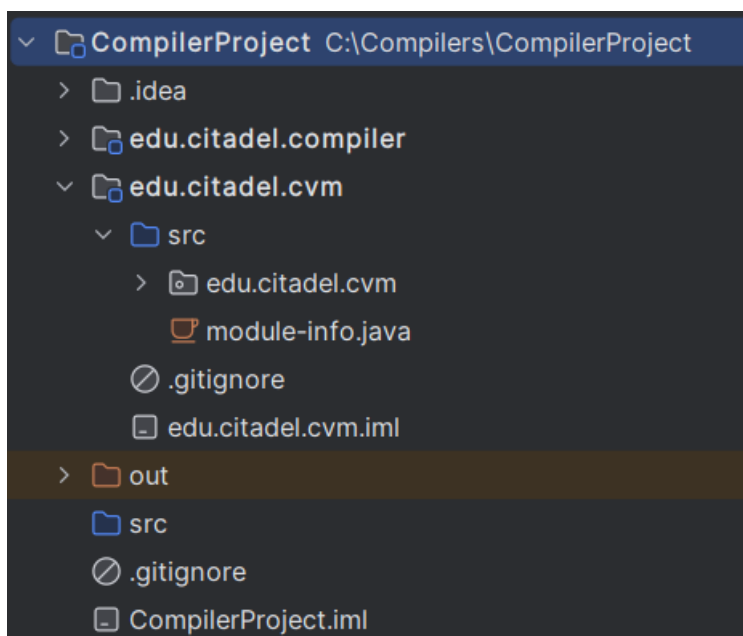 CompilerProject C:\Compilers\CompilerProject
.idea
edu.citadel.compiler
edu.citadel.cvm
src
edu.citadel.cvm
module-info.java
.gitignore
edu.citadel.cvm.iml
out
src
.gitignore
CompilerProject.iml